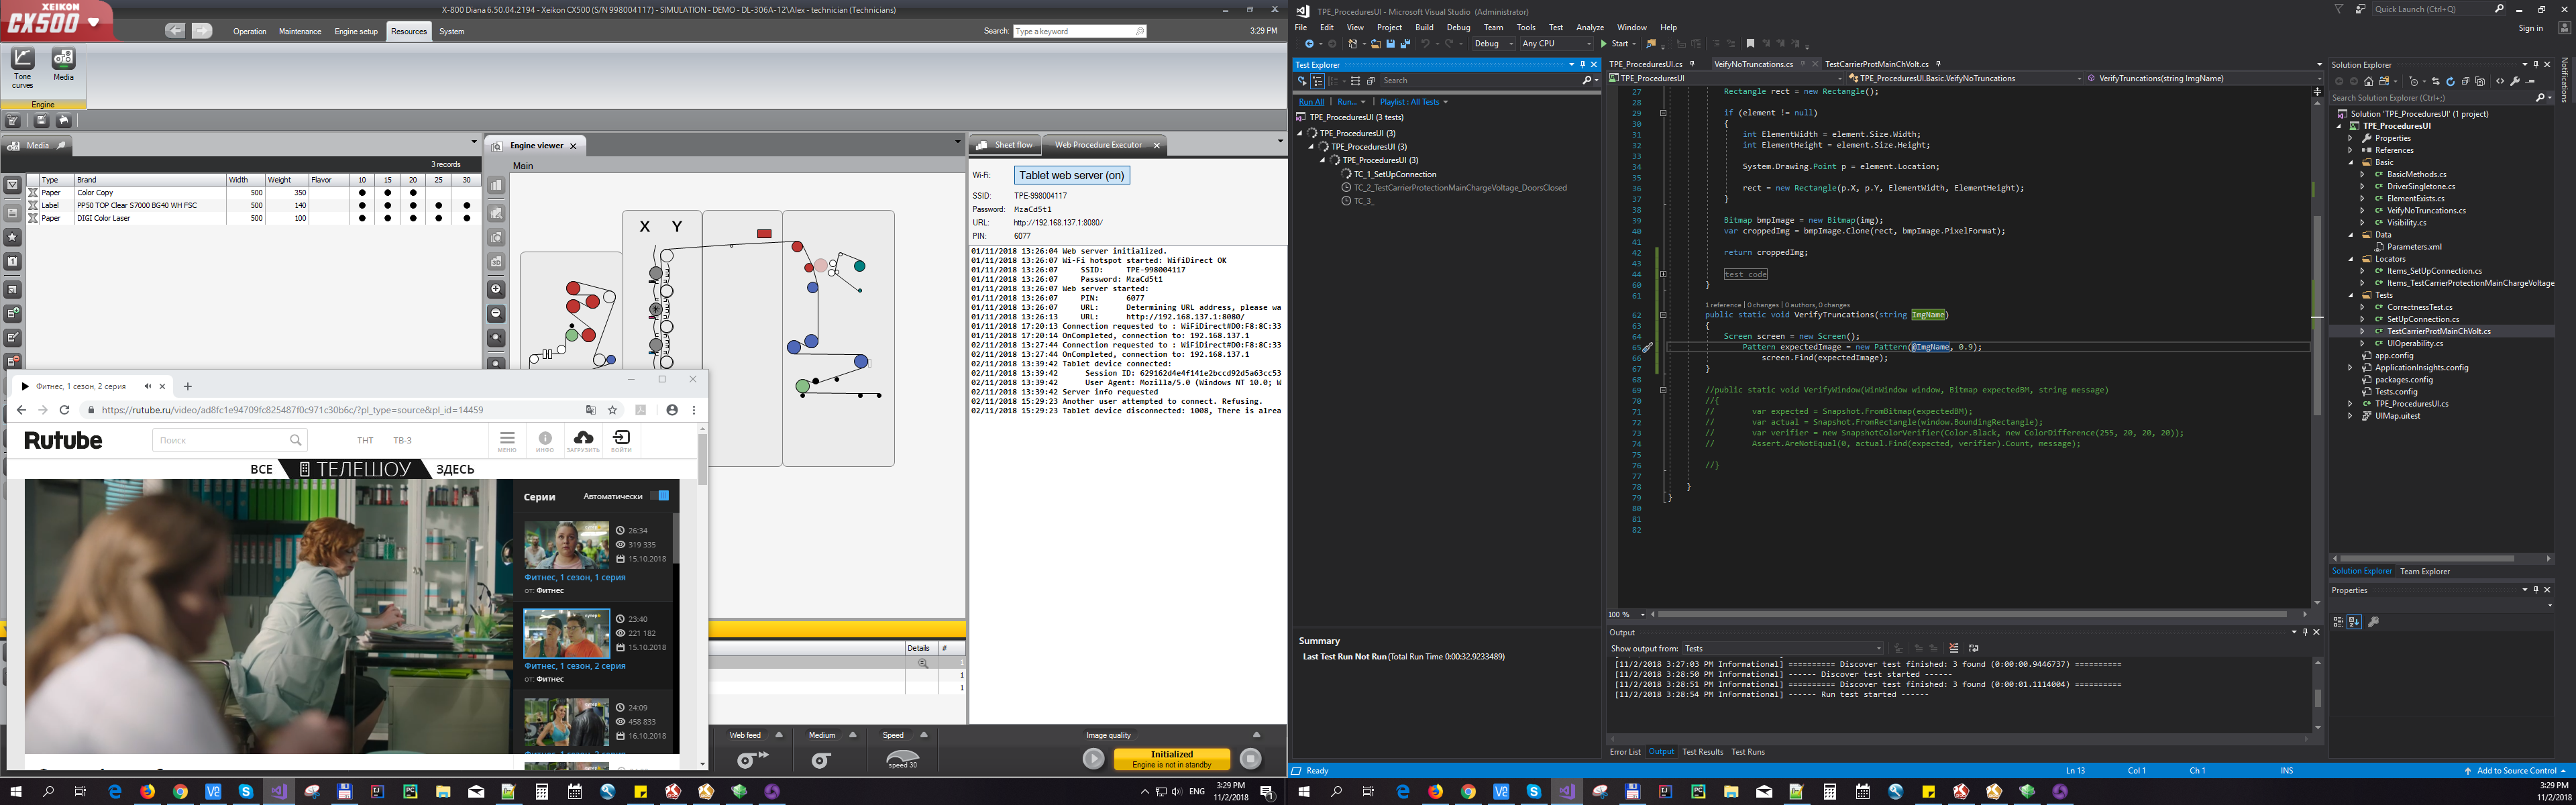 XEIKON
CX500
X-800 Diana 6.50.04.2194 - Xeikon CX500 (S/N 998004117) - SIMULATION - DEMO - DL-306A-12\Alex - technician (Technicians)
Operation Maintenance Engine setup Resources System
Search: Type a keyword 3:29 PM
Tone curves Media
Engine
Media
3 records
Type Brand Width Weight Flavor 10 15 20 25 30
Paper Color Copy 500 350
Label PP50 TOP Clear S7000 BG40 WH FSC 500 140
Paper DIGI Color Laser 500 100
Engine viewer
Main
X Y
Sheet flow Web Procedure Executor
Wi-Fi: Tablet web server (on)
SSID: TPE-998004117
Password: MzaCd5t1
URL: http://192.168.137.1:8080/
PIN: 6077
01/11/2018 13:26:04 Web server initialized.
01/11/2018 13:26:07 Wi-Fi hotspot started: WifiDirect OK
01/11/2018 13:26:07 SSID: TPE-998004117
01/11/2018 13:26:07 Password: MzaCd5t1
01/11/2018 13:26:07 Web server started:
01/11/2018 13:26:07 PIN: 6077
01/11/2018 13:26:07 URL: Determining URL address, please wa
01/11/2018 13:26:13 URL: http://192.168.137.1:8080/
01/11/2018 17:20:13 Connection requested to : WiFiDirect#D0:F8:8C:33
01/11/2018 17:20:14 OnCompleted, connection to: 192.168.137.1
02/11/2018 13:27:44 Connection requested to : WiFiDirect#D0:F8:8C:33
02/11/2018 13:27:44 OnCompleted, connection to: 192.168.137.1
02/11/2018 13:39:42 Tablet device connected:
02/11/2018 13:39:42 Session ID: 629162d4e4f141e2bccd92d5a63cc53
02/11/2018 13:39:42 User Agent: Mozilla/5.0 (Windows NT 10.0; W
02/11/2018 13:39:42 Server info requested
02/11/2018 15:29:23 Another user attempted to connect. Refusing.
02/11/2018 15:29:23 Tablet device disconnected: 1008, There is alrea
Details #
1
1
1
Web feed Medium Speed Image quality
speed 30
Initialized
Engine is not in standby
Фитнес, 1 сезон, 2 серия
https://rutube.ru/video/ad8fc1e94709fc825487f0c971c30b6c/?pl_type=source&pl_id=14459
Rutube Поиск ТНТ ТВ-3 МЕНЮ ИНФО ЗАГРУЗИТЬ ВОЙТИ
ВСЕ ТЕЛЕШОУ ЗДЕСЬ
Серии Автоматически
26:34
319 335
15.10.2018
Фитнес, 1 сезон, 1 серия
от: Фитнес
23:40
221 182
15.10.2018
Фитнес, 1 сезон, 2 серия
от: Фитнес
24:09
458 833
16.10.2018
ENG 3:29 PM
11/2/2018
TPE_ProceduresUI - Microsoft Visual Studio (Administrator)
Quick Launch (Ctrl+Q)
File Edit View Project Build Debug Team Tools Test Analyze Window Help
Sign in
Debug Any CPU Start
Test Explorer
Search
Run All Run... Playlist : All Tests
TPE_ProceduresUI (3 tests)
TPE_ProceduresUI (3)
TPE_ProceduresUI (3)
TPE_ProceduresUI (3)
TC_1_SetUpConnection
TC_2_TestCarrierProtectionMainChargeVoltage_DoorsClosed
TC_3_
Summary
Last Test Run Not Run (Total Run Time 0:00:32.9233489)
TPE_ProceduresUI.cs VeifyNoTruncations.cs TestCarrierProtMainChVolt.cs
TPE_ProceduresUI TPE_ProceduresUI.Basic.VeifyNoTruncations VerifyTruncations(string ImgName)
27 Rectangle rect = new Rectangle();
28
29 if (element != null)
30 {
31 int ElementWidth = element.Size.Width;
32 int ElementHeight = element.Size.Height;
33
34 System.Drawing.Point p = element.Location;
35
36 rect = new Rectangle(p.X, p.Y, ElementWidth, ElementHeight);
37 }
38
39 Bitmap bmpImage = new Bitmap(img);
40 var croppedImg = bmpImage.Clone(rect, bmpImage.PixelFormat);
41
42 return croppedImg;
43
44 test code
60 }
61
1 reference | 0 changes | 0 authors, 0 changes
62 public static void VerifyTruncations(string ImgName)
63 {
64 Screen screen = new Screen();
65 Pattern expectedImage = new Pattern(@ImgName, 0.9);
66 screen.Find(expectedImage);
67 }
68
69 //public static void VerifyWindow(WinWindow window, Bitmap expectedBM, string message)
70 //{
71 // var expected = Snapshot.FromBitmap(expectedBM);
72 // var actual = Snapshot.FromRectangle(window.BoundingRectangle);
73 // var verifier = new SnapshotColorVerifier(Color.Black, new ColorDifference(255, 20, 20, 20));
74 // Assert.AreNotEqual(0, actual.Find(expected, verifier).Count, message);
75
76 //}
77
78 }
79 }
80
81
82
100 %
Output
Show output from: Tests
[11/2/2018 3:27:03 PM Informational] ========== Discover test finished: 3 found (0:00:00.9446737) ==========
[11/2/2018 3:28:50 PM Informational] ------ Discover test started ------
[11/2/2018 3:28:51 PM Informational] ========== Discover test finished: 3 found (0:00:01.1114004) ==========
[11/2/2018 3:28:54 PM Informational] ------ Run test started ------
Error List Output Test Results Test Runs
Solution Explorer
Search Solution Explorer (Ctrl+;)
Solution 'TPE_ProceduresUI' (1 project)
TPE_ProceduresUI
Properties
References
Basic
BasicMethods.cs
DriverSingletone.cs
ElementExists.cs
VeifyNoTruncations.cs
Visibility.cs
Data
Parameters.xml
Locators
Items_SetUpConnection.cs
Items_TestCarrierProtectionMainChargeVoltage
Tests
CorrectnessTest.cs
SetUpConnection.cs
TestCarrierProtMainChVolt.cs
UIOperability.cs
app.config
ApplicationInsights.config
packages.config
Tests.config
TPE_ProceduresUI.cs
UIMap.uitest
Solution Explorer Team Explorer
Properties
Notifications
Ready Ln 13 Col 1 Ch 1 INS Add to Source Control
3:29 PM
11/2/2018